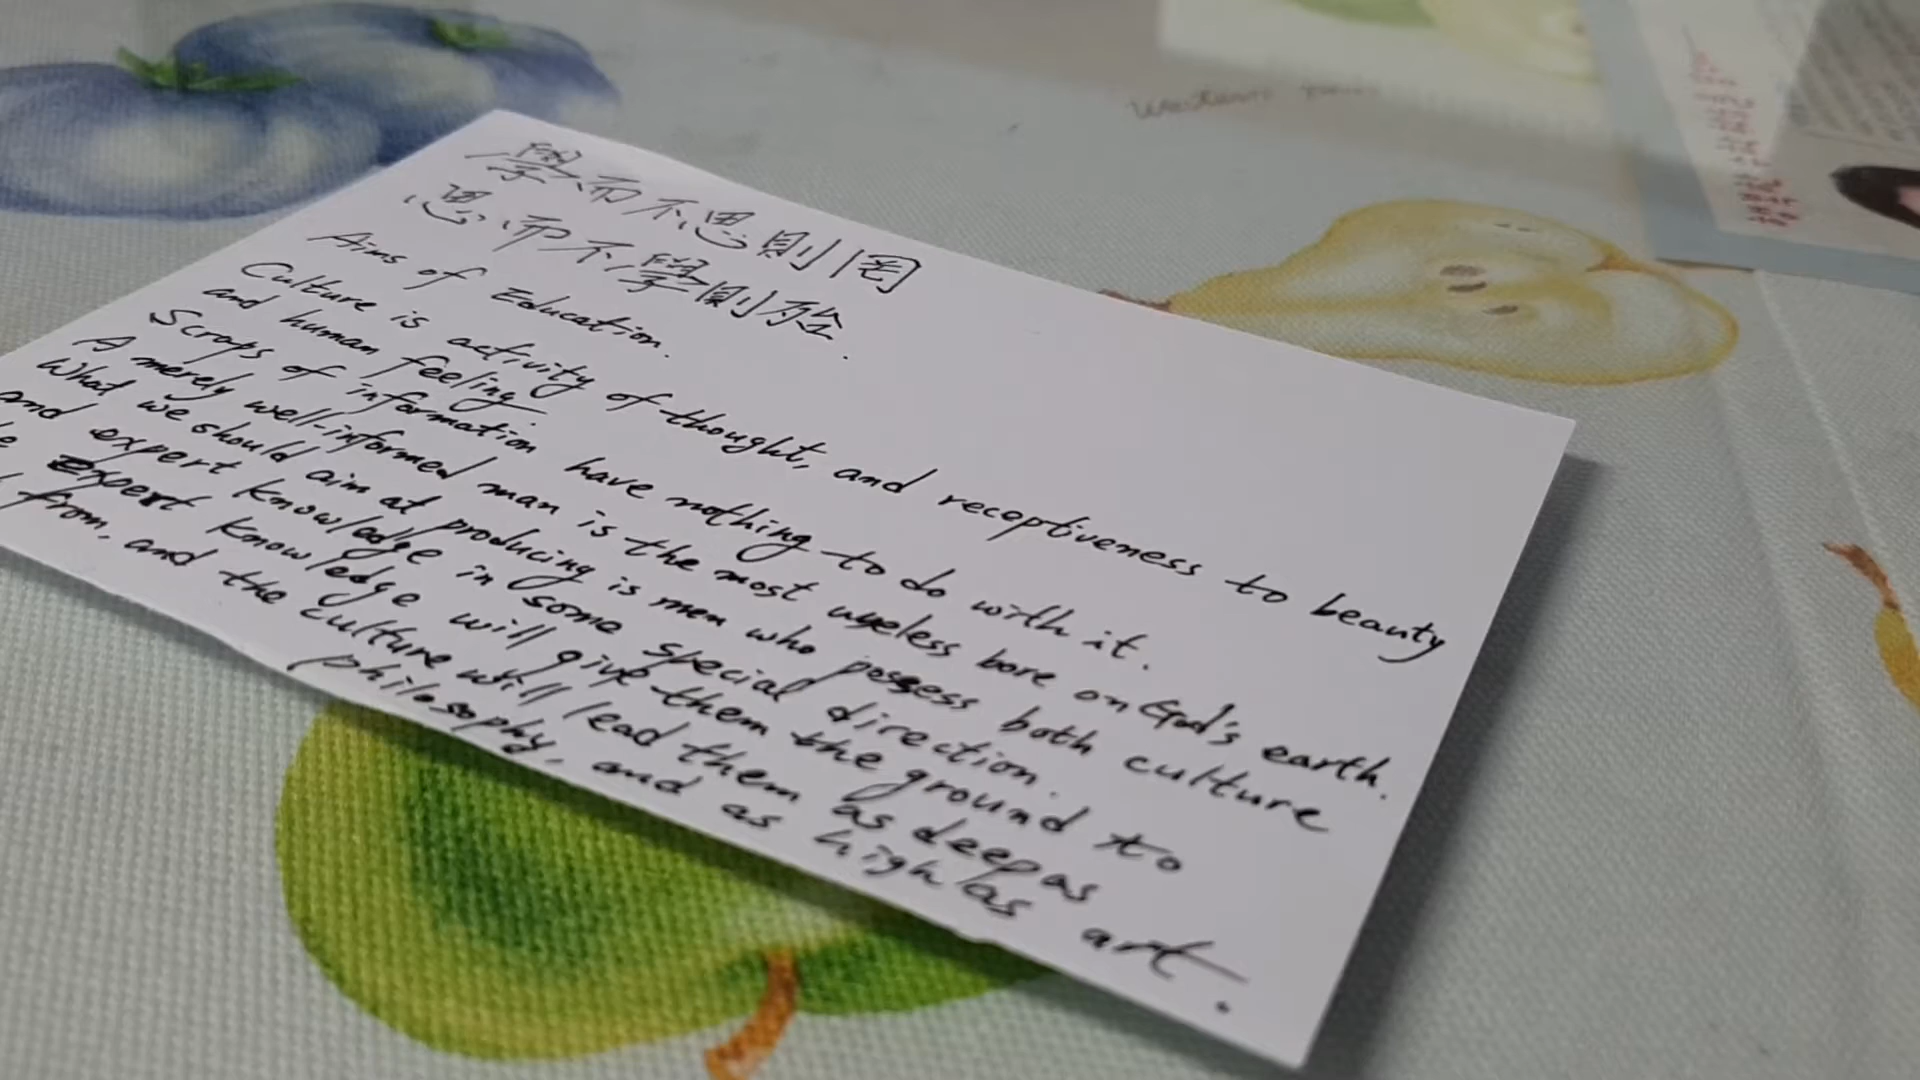 學而不思則罔
思而不學則殆.
Aims of Education.
Culture is activity of thought, and receptiveness to beauty
and human feeling.
Scraps of information have nothing to do with it.
A merely well-informed man is the most useless bore on God's earth.
What we should aim at producing is men who possess both culture
and expert knowledge in some special direction.
Expert knowledge will give them the ground to
from, and the culture will lead them as deep as
philosophy, and as high as art.
Western pear